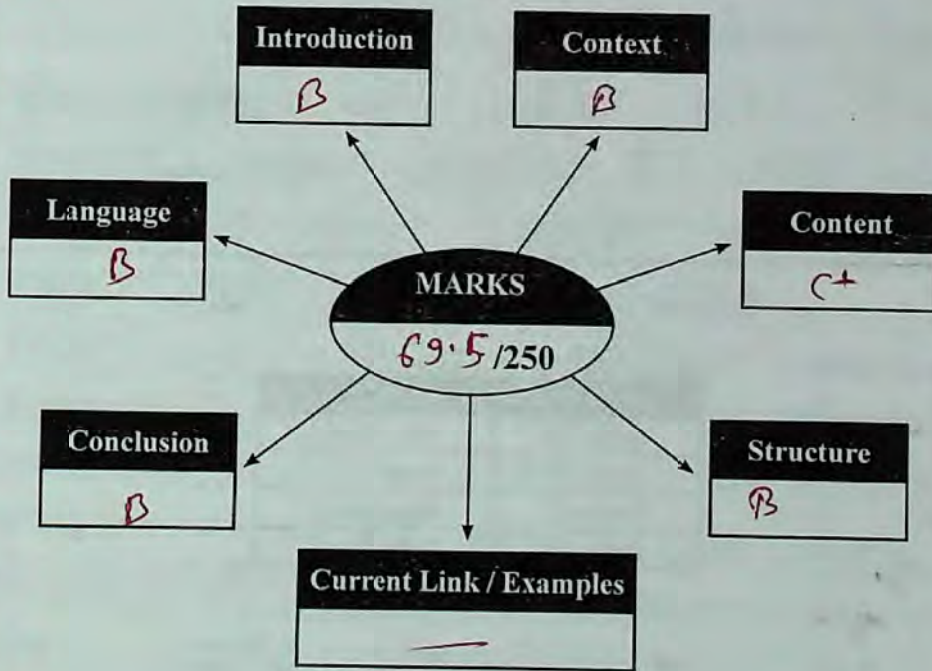 Introduction
B
Context
B
Language
B
Content
C+
MARKS
69.5/250
Conclusion
B
Structure
B
Current Link / Examples
—